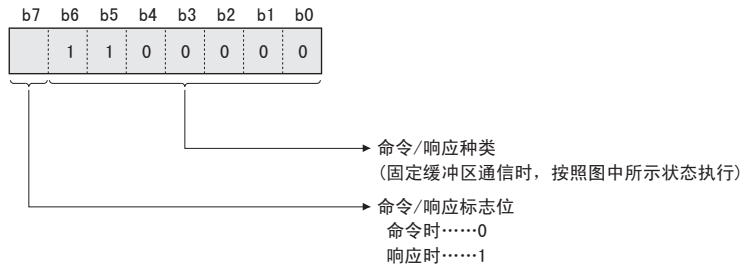 b7 b6 b5 b4 b3 b2 b1 b0
1 1 0 0 0 0 0
命令/响应种类
(固定缓冲区通信时，按照图中所示状态执行)
命令/响应标志位
命令时……0
响应时……1